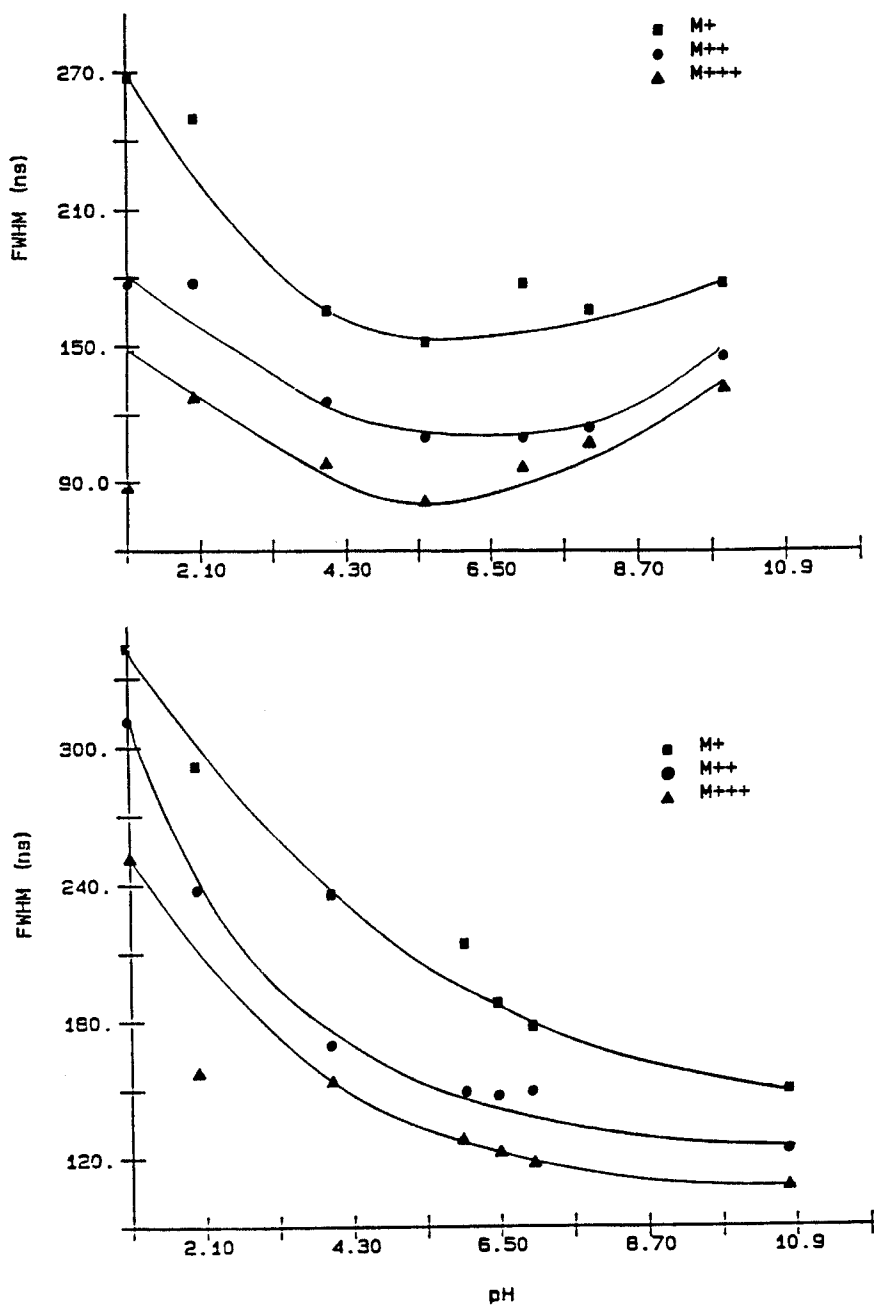 M+
M++
M+++
270.
210.
150.
90.0
FWHM (ns)
2.10 4.30 6.50 8.70 10.9
M+
M++
M+++
300.
240.
180.
120.
FWHM (ns)
2.10 4.30 6.50 8.70 10.9
pH